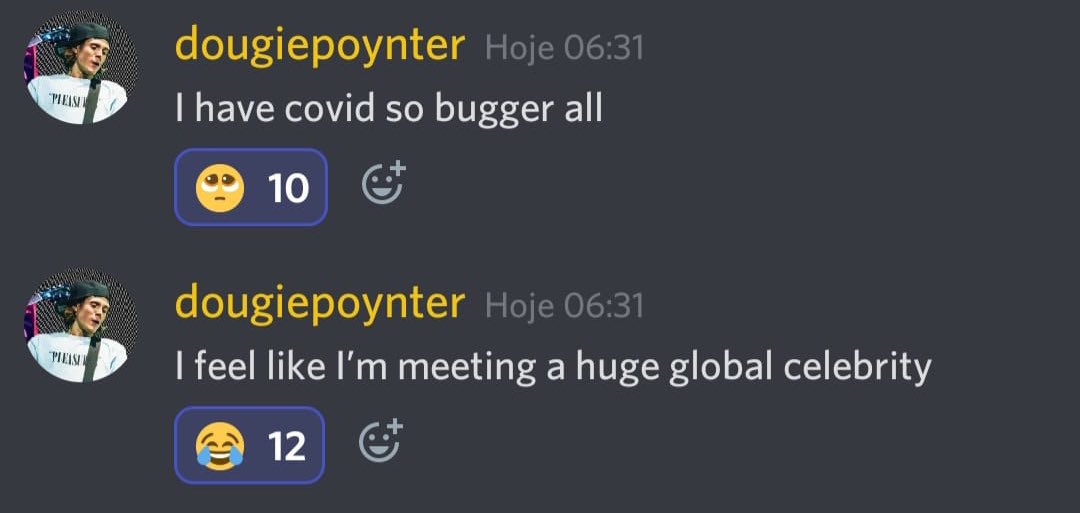 dougiepoynter Hoje 06:31
I have covid so bugger all
10
dougiepoynter Hoje 06:31
I feel like I’m meeting a huge global celebrity
12